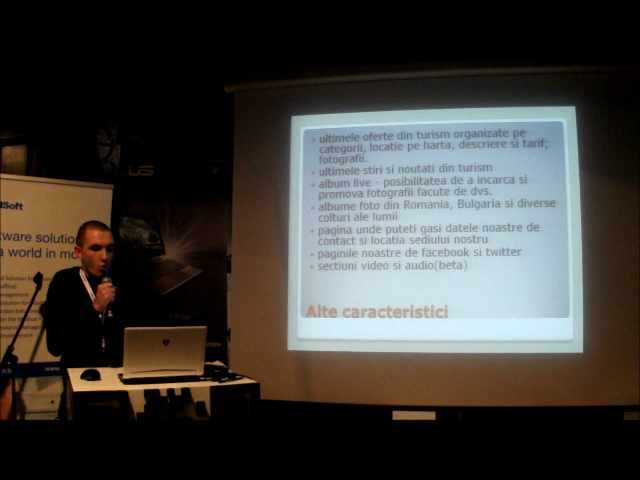 ultimele oferte din turism organizate pe
categorii, locatie pe harta, descriere si tarif;
fotografii.
ultimele stiri si noutati din turism
album live - posibilitatea de a incarca si
promova fotografii facute de dvs.
albume foto din Romania, Bulgaria si diverse
colturi ale lumii
pagina unde puteti gasi datele noastre de
contact si locatia sediului nostru
paginile noastre de facebook si twitter
sectiuni video si audio(beta)
Alte caracteristici
Soft
tware solution
a world in mo